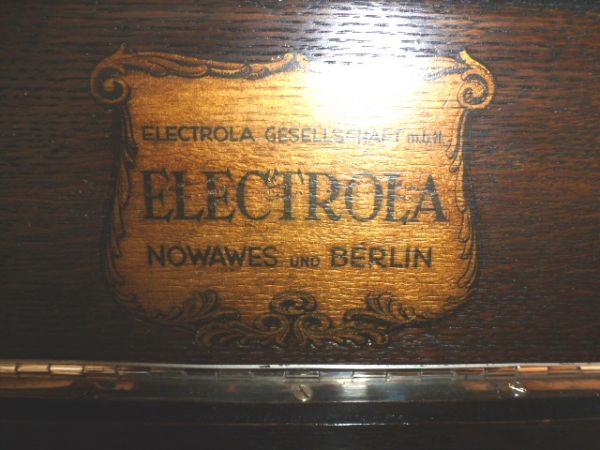 ELECTROLA GESELLSCHAFT m.b.H.
ELECTROLA
NOWAWES UND BERLIN